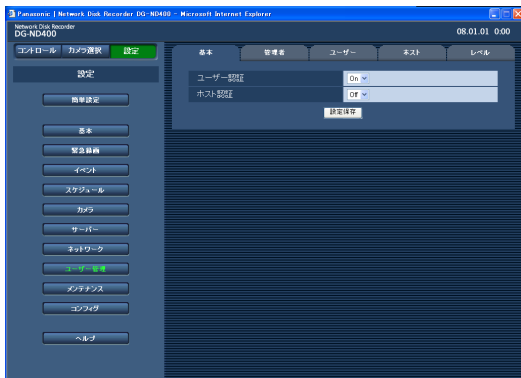 Panasonic | Network Disk Recorder DG-ND400 - Microsoft Internet Explorer
Network Disk Recorder
DG-ND400
08.01.01 0:00
コントロール カメラ選択 設定
基本 管理者 ユーザー ホスト レベル
設定
ユーザー認証 On
ホスト認証 Off
設定保存
簡単設定
基本
緊急録画
イベント
スケジュール
カメラ
サーバー
ネットワーク
ユーザー管理
メンテナンス
コンフィグ
ヘルプ